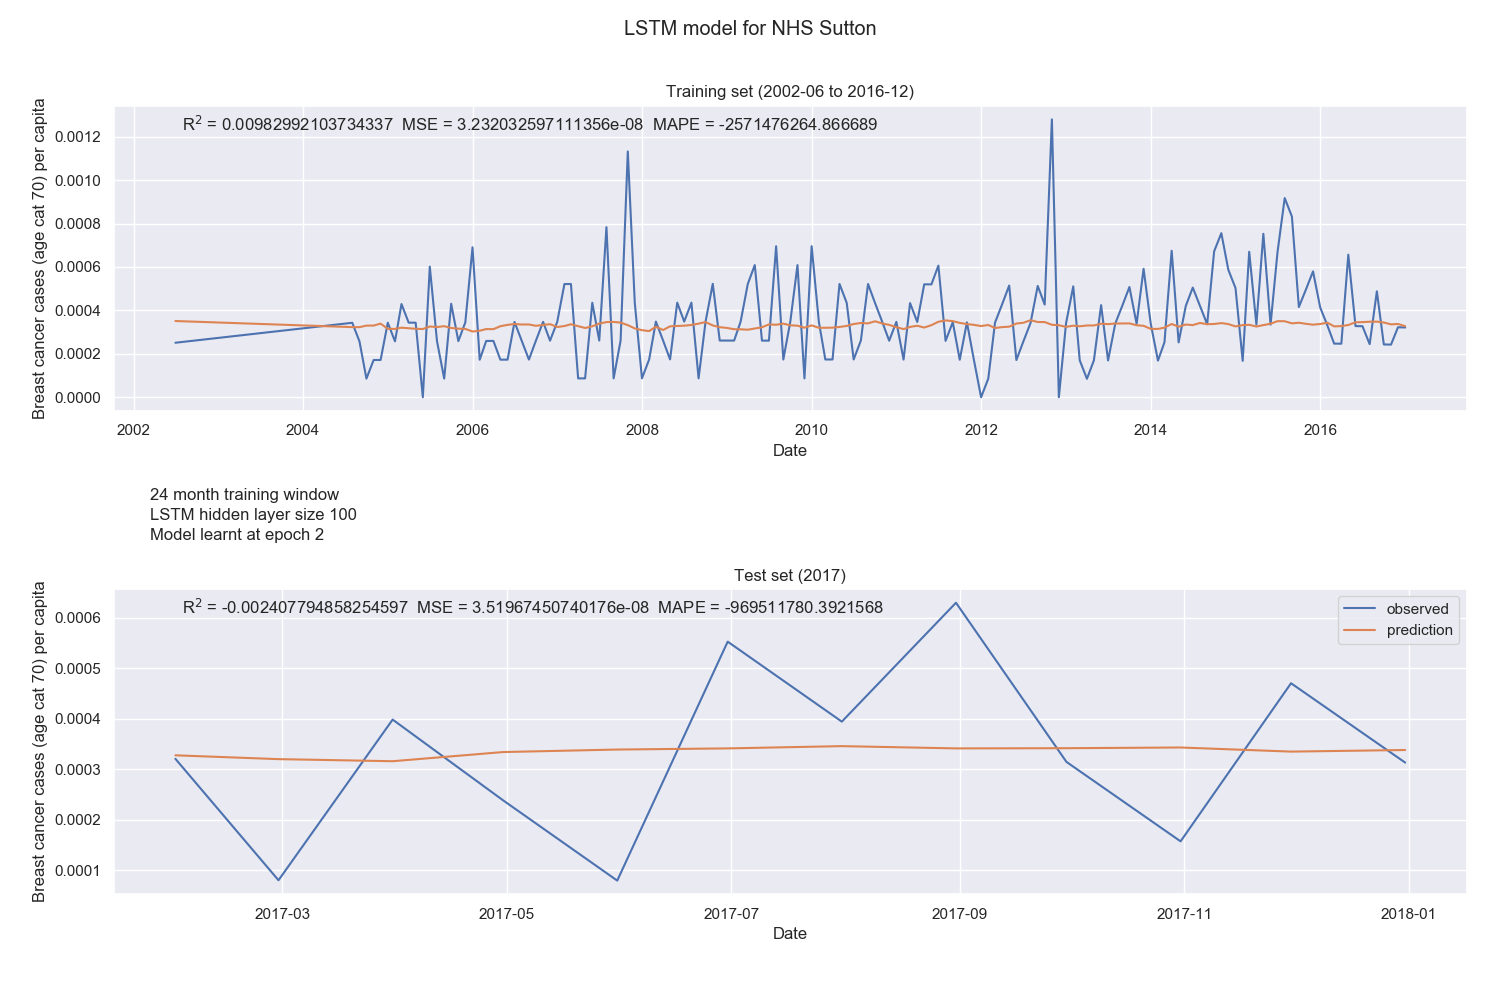 LSTM model for NHS Sutton
Training set (2002-06 to 2016-12)
R² = 0.00982992103734337 MSE = 3.232032597111356e-08 MAPE = -2571476264.866689
Breast cancer cases (age cat 70) per capita
0.0012
0.0010
0.0008
0.0006
0.0004
0.0002
0.0000
2002 2004 2006 2008 2010 2012 2014 2016
Date
24 month training window
LSTM hidden layer size 100
Model learnt at epoch 2
Test set (2017)
R² = -0.002407794858254597 MSE = 3.51967450740176e-08 MAPE = -969511780.3921568
observed
prediction
Breast cancer cases (age cat 70) per capita
0.0006
0.0005
0.0004
0.0003
0.0002
0.0001
2017-03 2017-05 2017-07 2017-09 2017-11 2018-01
Date